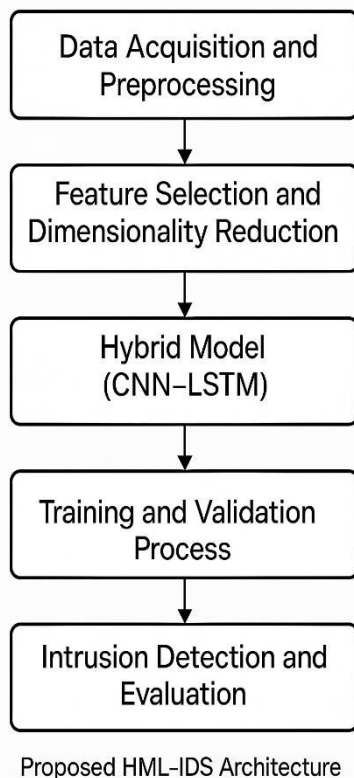 Data Acquisition and
Preprocessing
Feature Selection and
Dimensionality Reduction
Hybrid Model
(CNN–LSTM)
Training and Validation
Process
Intrusion Detection and
Evaluation
Proposed HML–IDS Architecture